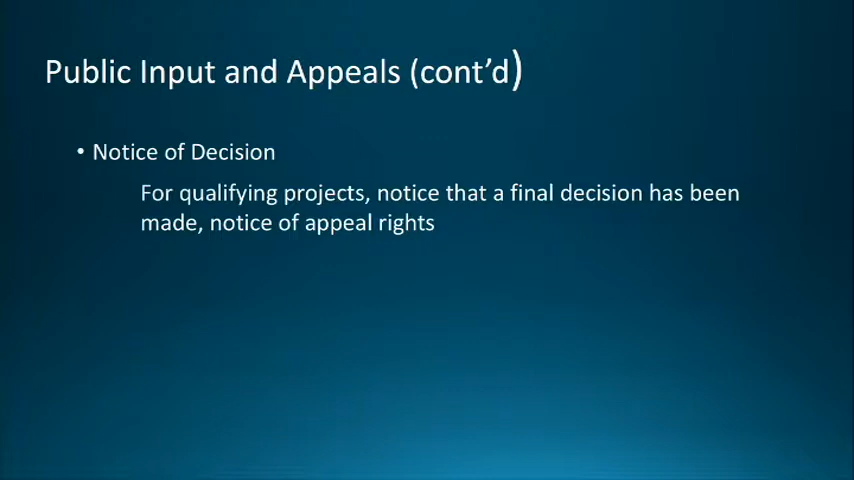 Public Input and Appeals (cont’d)
• Notice of Decision
For qualifying projects, notice that a final decision has been
made, notice of appeal rights